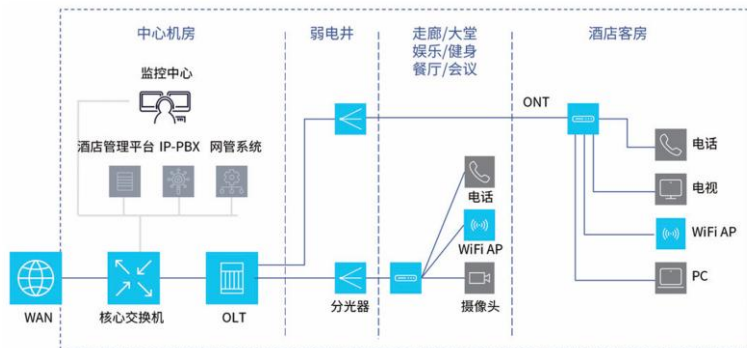 中心机房
弱电井
走廊/大堂
娱乐/健身
餐厅/会议
酒店客房
监控中心
酒店管理平台 IP-PBX 网管系统
ONT
电话
电视
WiFi AP
PC
电话
WiFi AP
摄像头
WAN
核心交换机
OLT
分光器